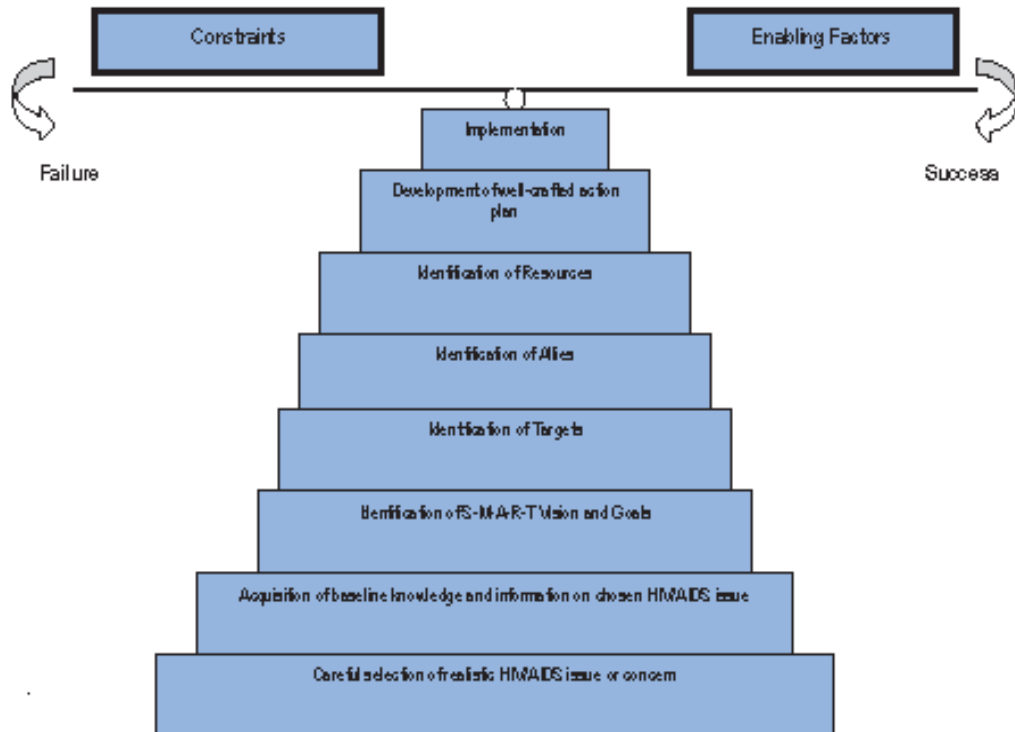 Constraints
Enabling Factors
Failure
Success
Implementation
Development of well-crafted action
plan
Identification of Resources
Identification of Allies
Identification of Targets
Identification of S-M-A-R-T Vision and Goals
Acquisition of baseline knowledge and information on chosen HIV/AIDS issue
Careful selection of realistic HIV/AIDS issue or concern